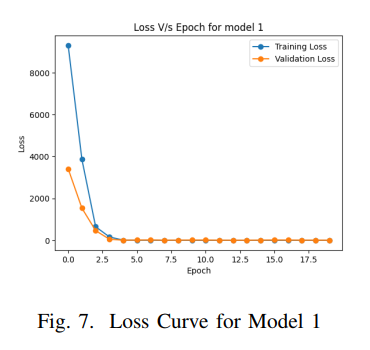 Loss V/s Epoch for model 1
Training Loss
Validation Loss
8000
6000
4000
2000
0
Loss
0.0 2.5 5.0 7.5 10.0 12.5 15.0 17.5
Epoch
Fig. 7. Loss Curve for Model 1